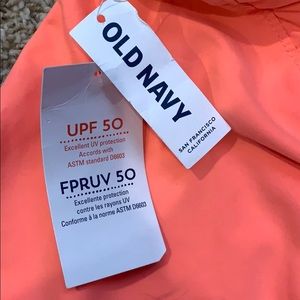 OLD NAVY
SAN FRANCISCO
CALIFORNIA
UPF 50
Excellent UV protection
Accords with
ASTM standard D6603
FPRUV 50
Excellente protection
contre les rayons UV
Conforme à la norme ASTM D6603